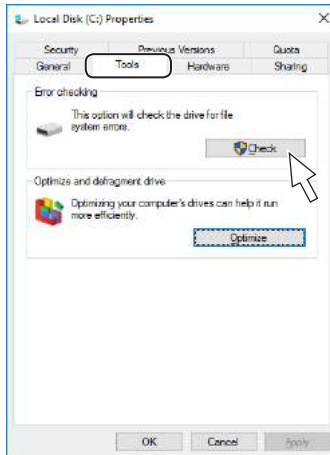 Local Disk (C:) Properties
Security Previous Versions Quota
General Tools Hardware Sharing
Error checking
This option will check the drive for file
system errors.
Check
Optimize and defragment drive
Optimizing your computer's drives can help it run
more efficiently.
Optimize
OK Cancel Apply